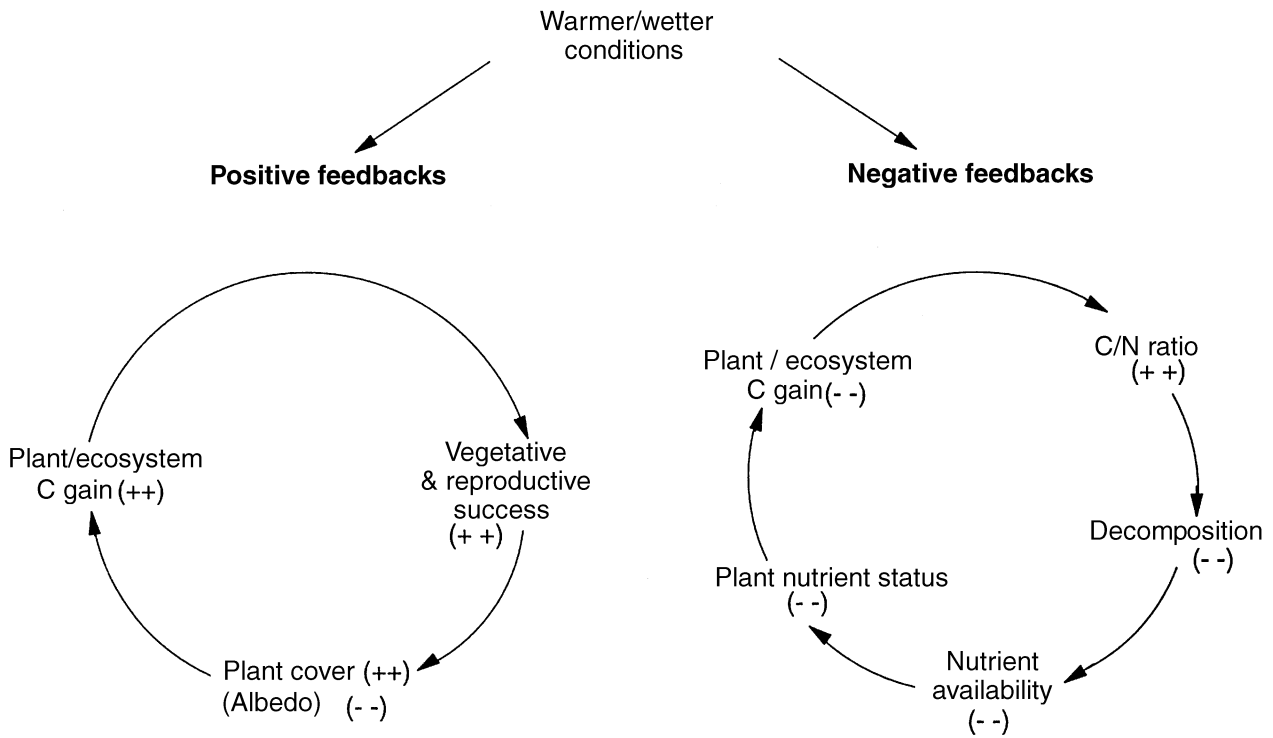 Warmer/wetter
conditions
Positive feedbacks
Negative feedbacks
Plant/ecosystem
C gain (++)
Vegetative
& reproductive
success
(+ +)
Plant cover (++)
(Albedo) (- -)
Plant / ecosystem
C gain (- -)
C/N ratio
(+ +)
Decomposition
(- -)
Nutrient
availability
(- -)
Plant nutrient status
(- -)